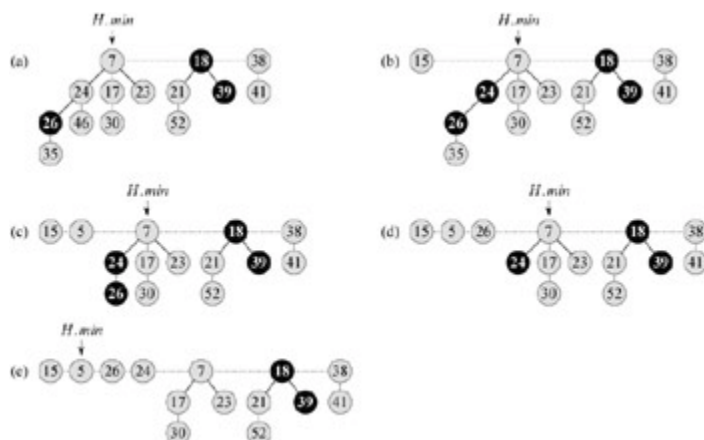 H.min
H.min
(a) 7 18 38
24 17 23 21 39 41
26 46 30 52
35
(b) 15 7 18 38
24 17 23 21 39 41
26 30 52
35
H.min
H.min
(c) 15 5 7 18 38
24 17 23 21 39 41
26 30 52
(d) 15 5 26 7 18 38
24 17 23 21 39 41
30 52
H.min
(e) 15 5 26 24 7 18 38
17 23 21 39 41
30 52